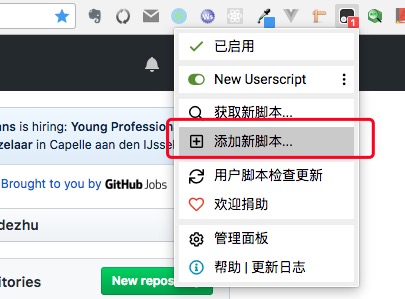 1
已启用
New Userscript
ns is hiring: Young Profession
zelaar in Capelle aan den IJsse
获取新脚本...
添加新脚本...
Brought to you by GitHub Jobs
用户脚本检查更新
欢迎捐助
dezhu
管理面板
itories
New repos
帮助 | 更新日志